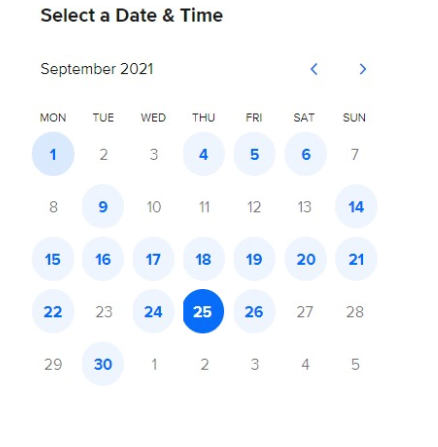 Select a Date & Time
September 2021
MON TUE WED THU FRI SAT SUN
1 2 3 4 5 6 7
8 9 10 11 12 13 14
15 16 17 18 19 20 21
22 23 24 25 26 27 28
29 30 1 2 3 4 5